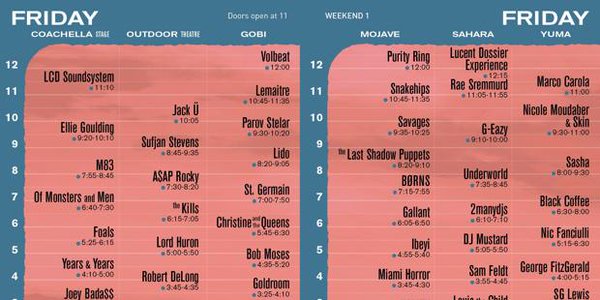 FRIDAY Doors open at 11 WEEKEND 1 FRIDAY
COACHELLA STAGE OUTDOOR THEATRE GOBI MOJAVE SAHARA YUMA
12
11
10
9
8
7
6
5
4
LCD Soundsystem
11:10
Ellie Goulding
9:20-10:10
M83
7:55-8:45
Of Monsters and Men
6:40-7:30
Foals
5:25-6:15
Years & Years
4:10-5:00
Joey Bada$$
Jack Ü
10:05
Sufjan Stevens
8:45-9:35
A$AP Rocky
7:30-8:20
the Kills
6:15-7:05
Lord Huron
5:00-5:50
Robert DeLong
3:45-4:35
Volbeat
12:00
Lemaitre
10:45-11:35
Parov Stelar
9:30-10:20
Lido
8:20-9:05
St. Germain
7:00-7:50
Christine and the Queens
5:45-6:30
Bob Moses
4:35-5:20
Goldroom
3:25-4:10
12
11
10
9
8
7
6
5
4
Purity Ring
12:00
Snakehips
10:45-11:35
Savages
9:35-10:25
the Last Shadow Puppets
8:20-9:10
BØRNS
7:15-7:55
Gallant
6:05-6:50
Ibeyi
4:55-5:40
Miami Horror
3:45-4:30
Lucent Dossier
Experience
12:15
Rae Sremmurd
11:05-11:55
G-Eazy
9:10-10:00
Underworld
7:35-8:45
2manydjs
6:10-7:10
DJ Mustard
5:05-5:50
Sam Feldt
3:55-4:45
Marco Carola
11:00
Nicole Moudaber
& Skin
9:30-11:00
Sasha
8:00-9:30
Black Coffee
6:30-8:00
Nic Fanciulli
5:15-6:30
George FitzGerald
4:00-5:15
SG Lewis